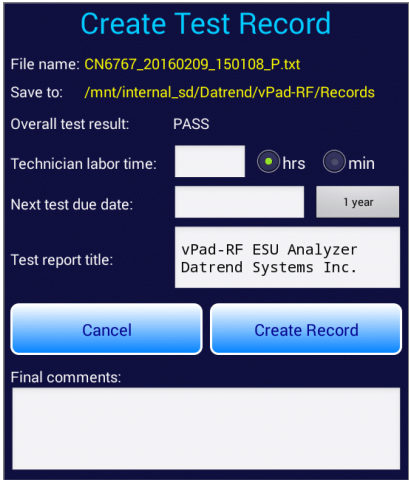 Create Test Record
File name: CN6767_20160209_150108_P.txt
Save to: /mnt/internal_sd/Datrend/vPad-RF/Records
Overall test result: PASS
Technician labor time: hrs min
Next test due date: 1 year
Test report title: vPad-RF ESU Analyzer
Datrend Systems Inc.
Cancel Create Record
Final comments: